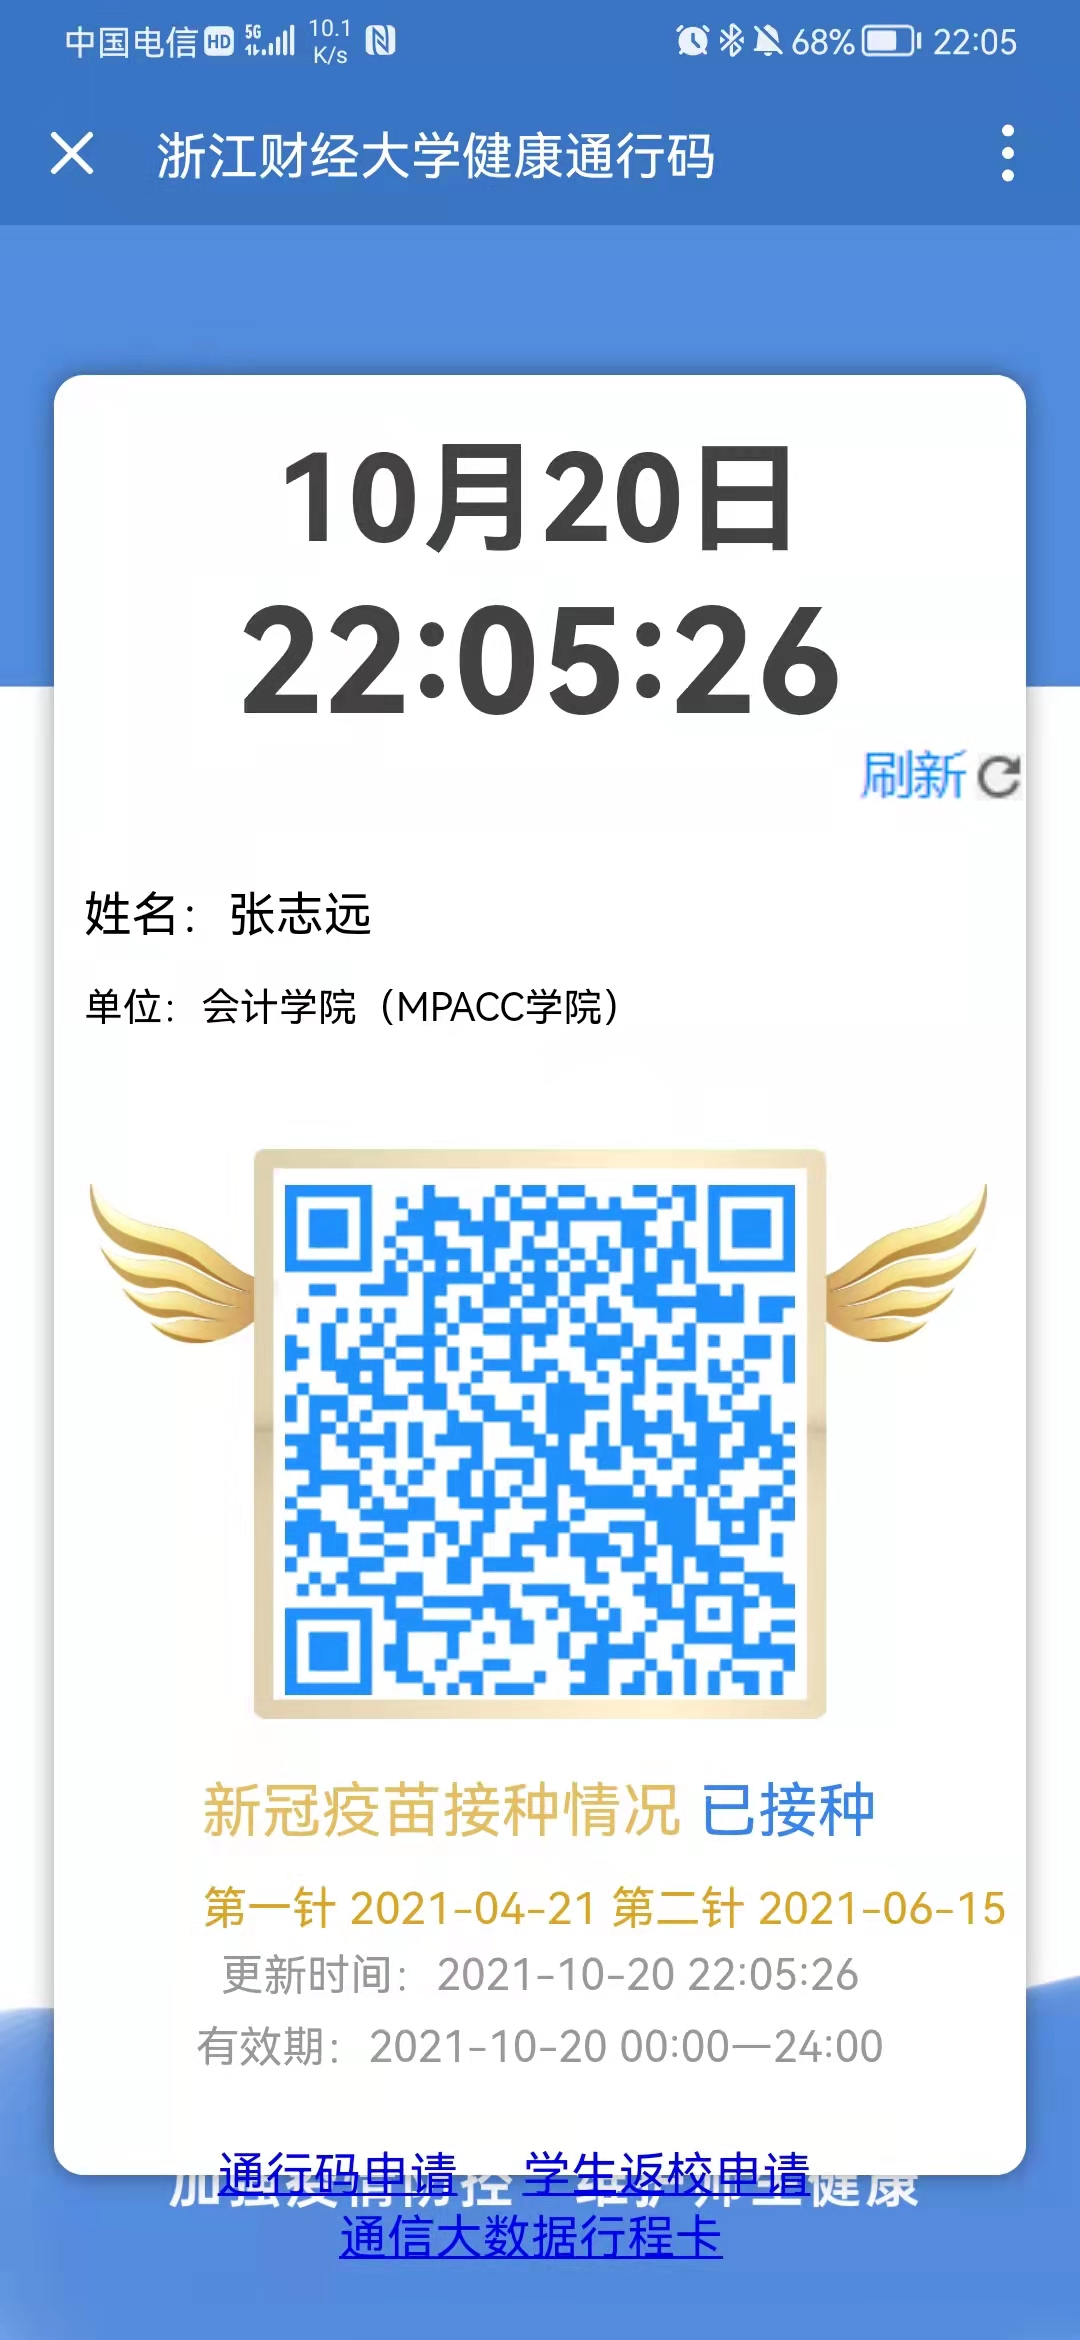 中国电信 HD 5G 10.1 K/s 68% 22:05
浙江财经大学健康通行码
10月20日
22:05:26
刷新
姓名：张志远
单位：会计学院（MPACC学院）
新冠疫苗接种情况 已接种
第一针 2021-04-21 第二针 2021-06-15
更新时间：2021-10-20 22:05:26
有效期：2021-10-20 00:00—24:00
通行码申请 学生返校申请
加强疫情防控 维护师生健康
通信大数据行程卡